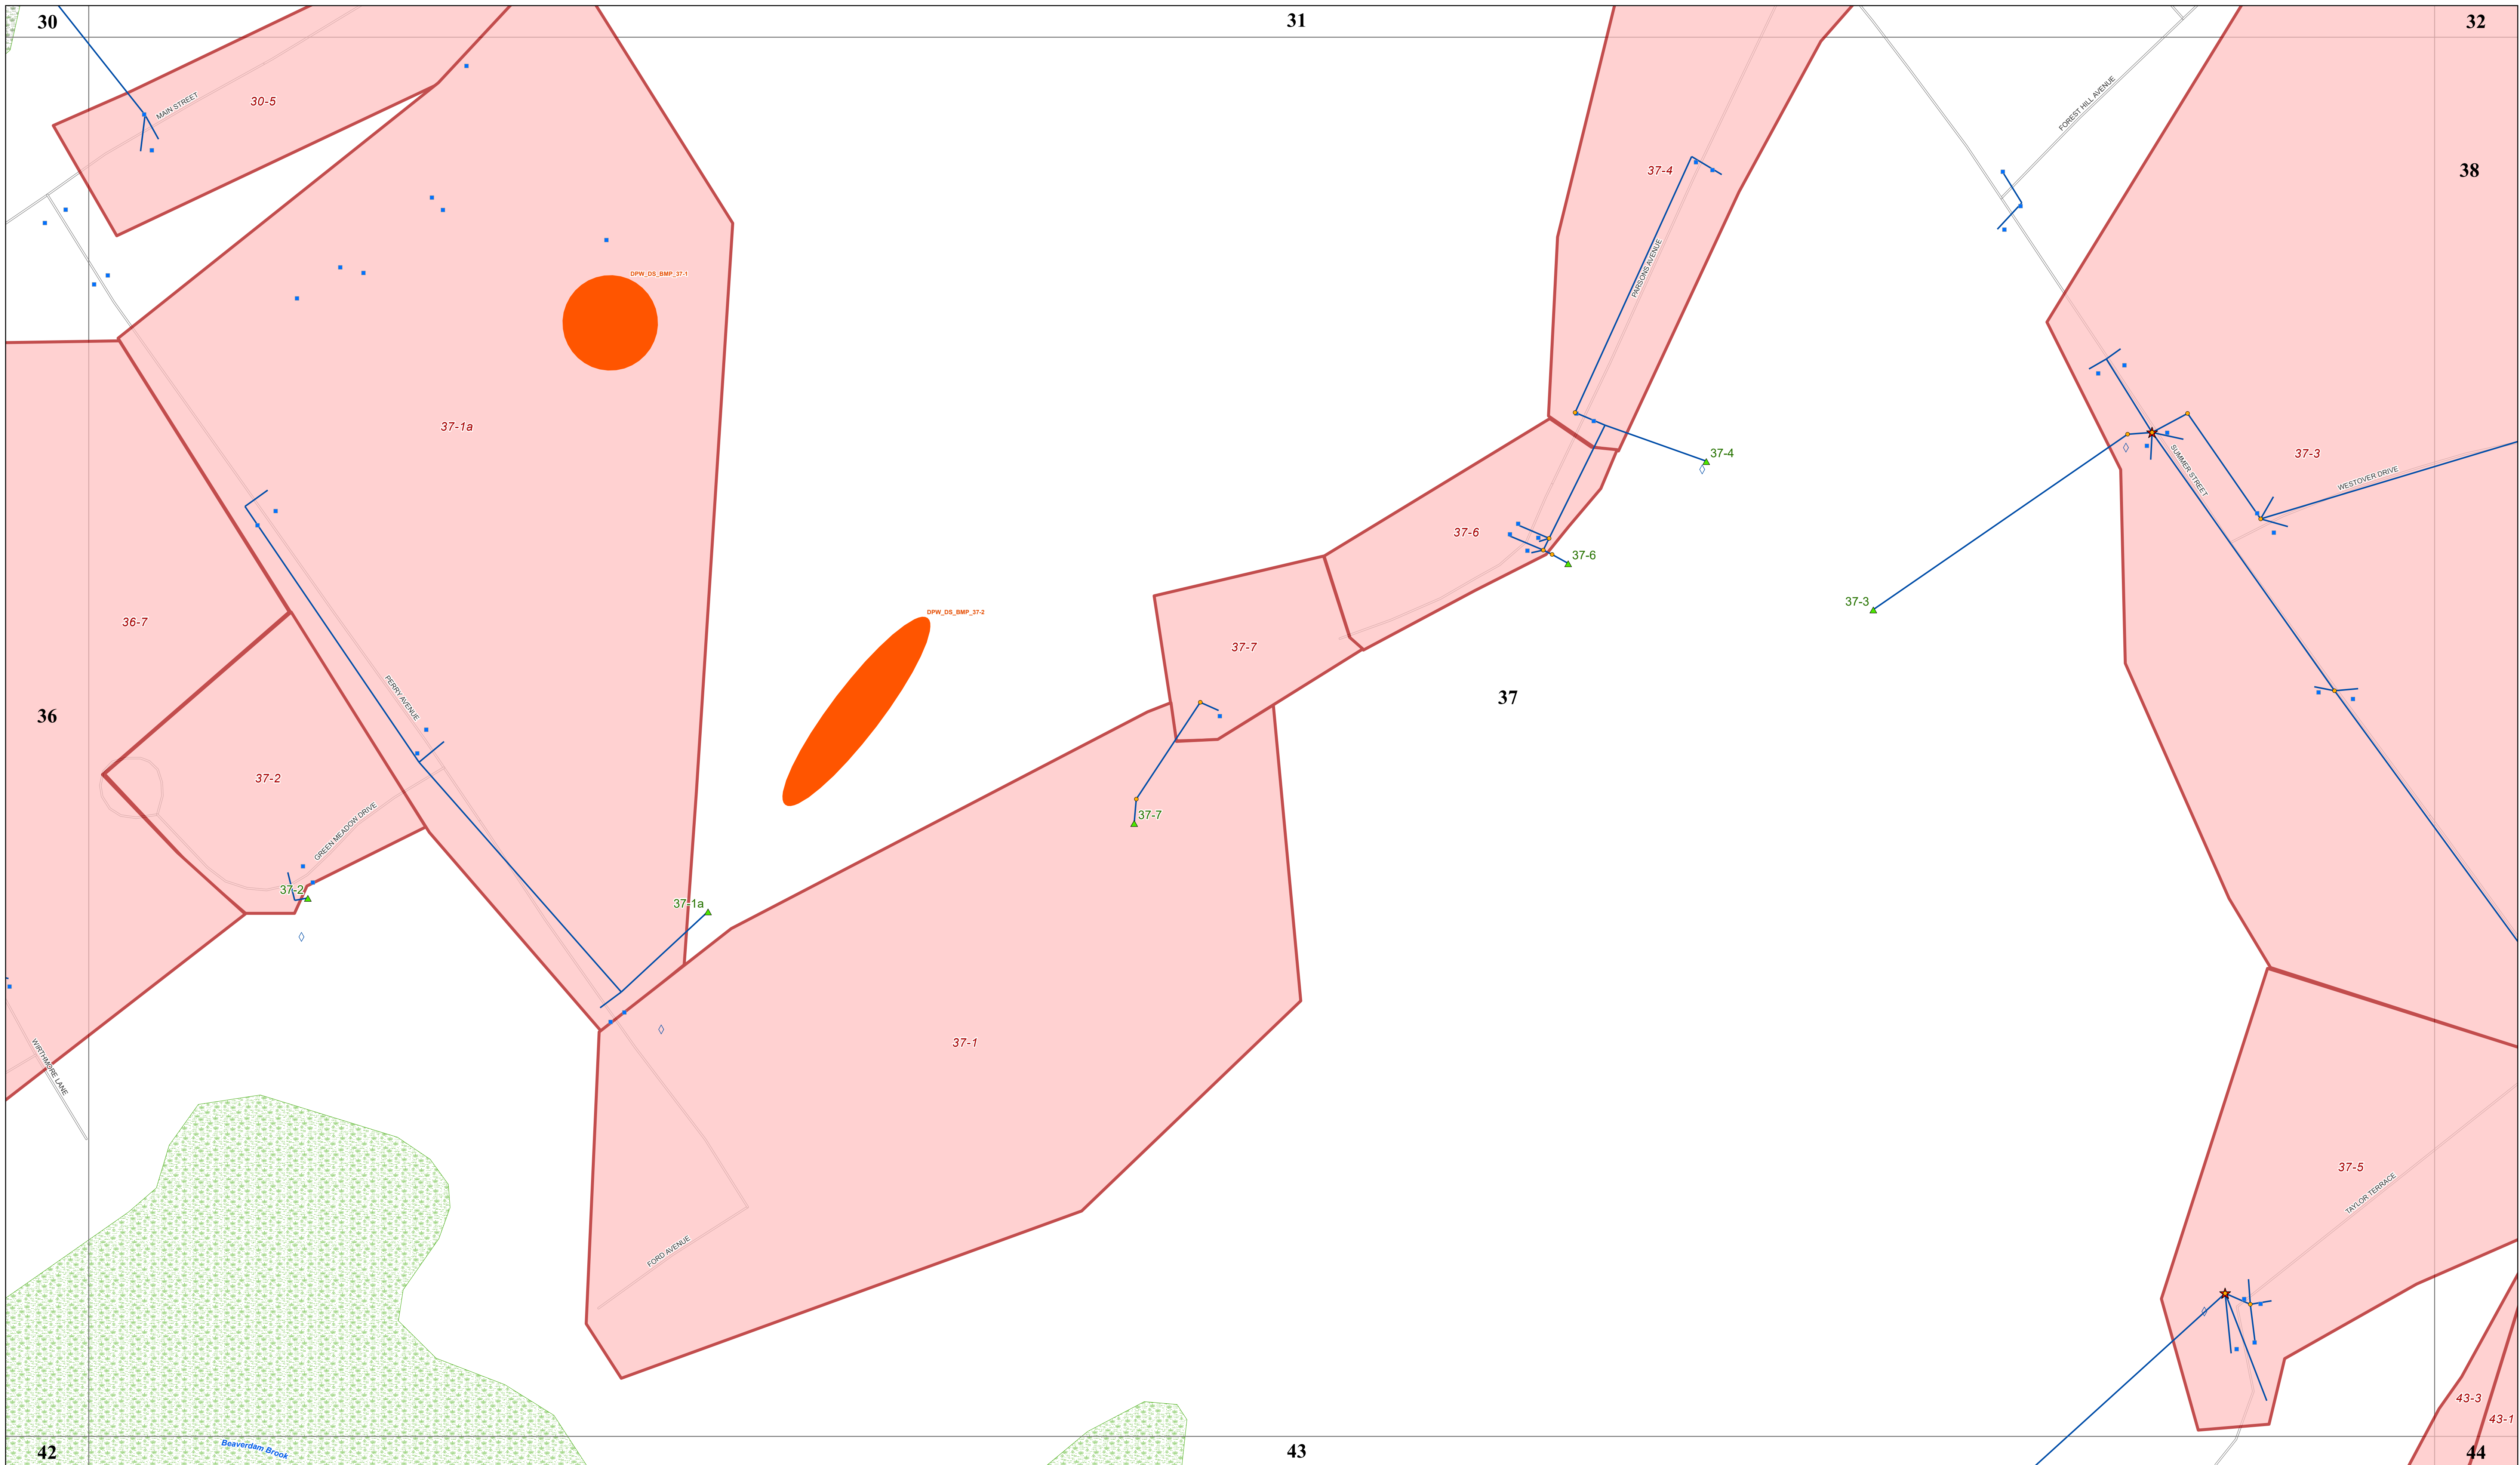 30
31
32
MAIN STREET
30-5
FOREST HILL AVENUE
37-4
38
PARSONS AVENUE
DPW_DS_BMP_37-1
37-1a
37-4
37-3
SUMMER STREET
WESTOVER DRIVE
37-6
37-6
37-3
DPW_DS_BMP_37-2
36-7
37-7
PERRY AVENUE
37
36
37-2
37-7
GREEN MEADOW DRIVE
37-2
37-1a
37-1
WIRTHMORE LANE
37-5
TAYLOR TERRACE
FORD AVENUE
43-3
43-1
42
Beaverdam Brook
43
44